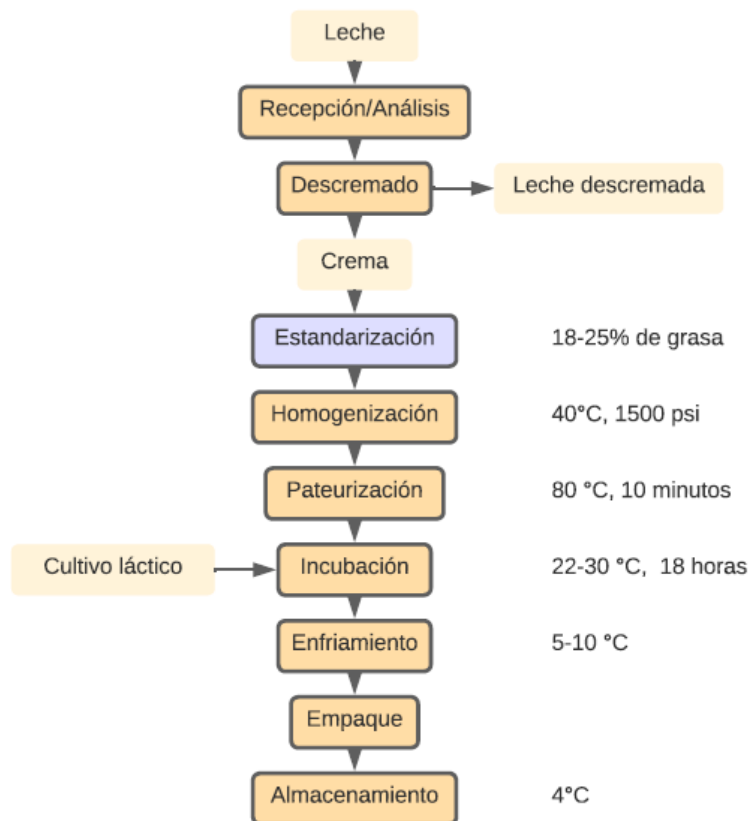 Leche
Recepción/Análisis
Descremado
Leche descremada
Crema
Estandarización
18-25% de grasa
Homogenización
40°C, 1500 psi
Pateurización
80 °C, 10 minutos
Cultivo láctico
Incubación
22-30 °C, 18 horas
Enfriamiento
5-10 °C
Empaque
Almacenamiento
4°C